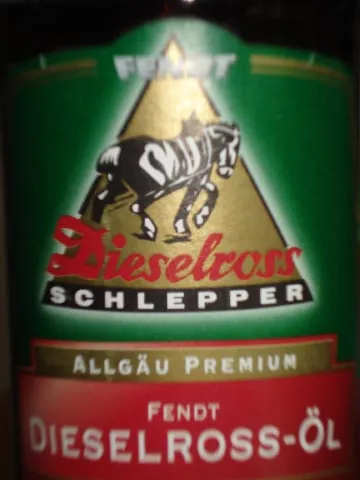 FENDT
Dieselross
SCHLEPPER
ALLGÄU PREMIUM
FENDT
DIESELROSS-ÖL